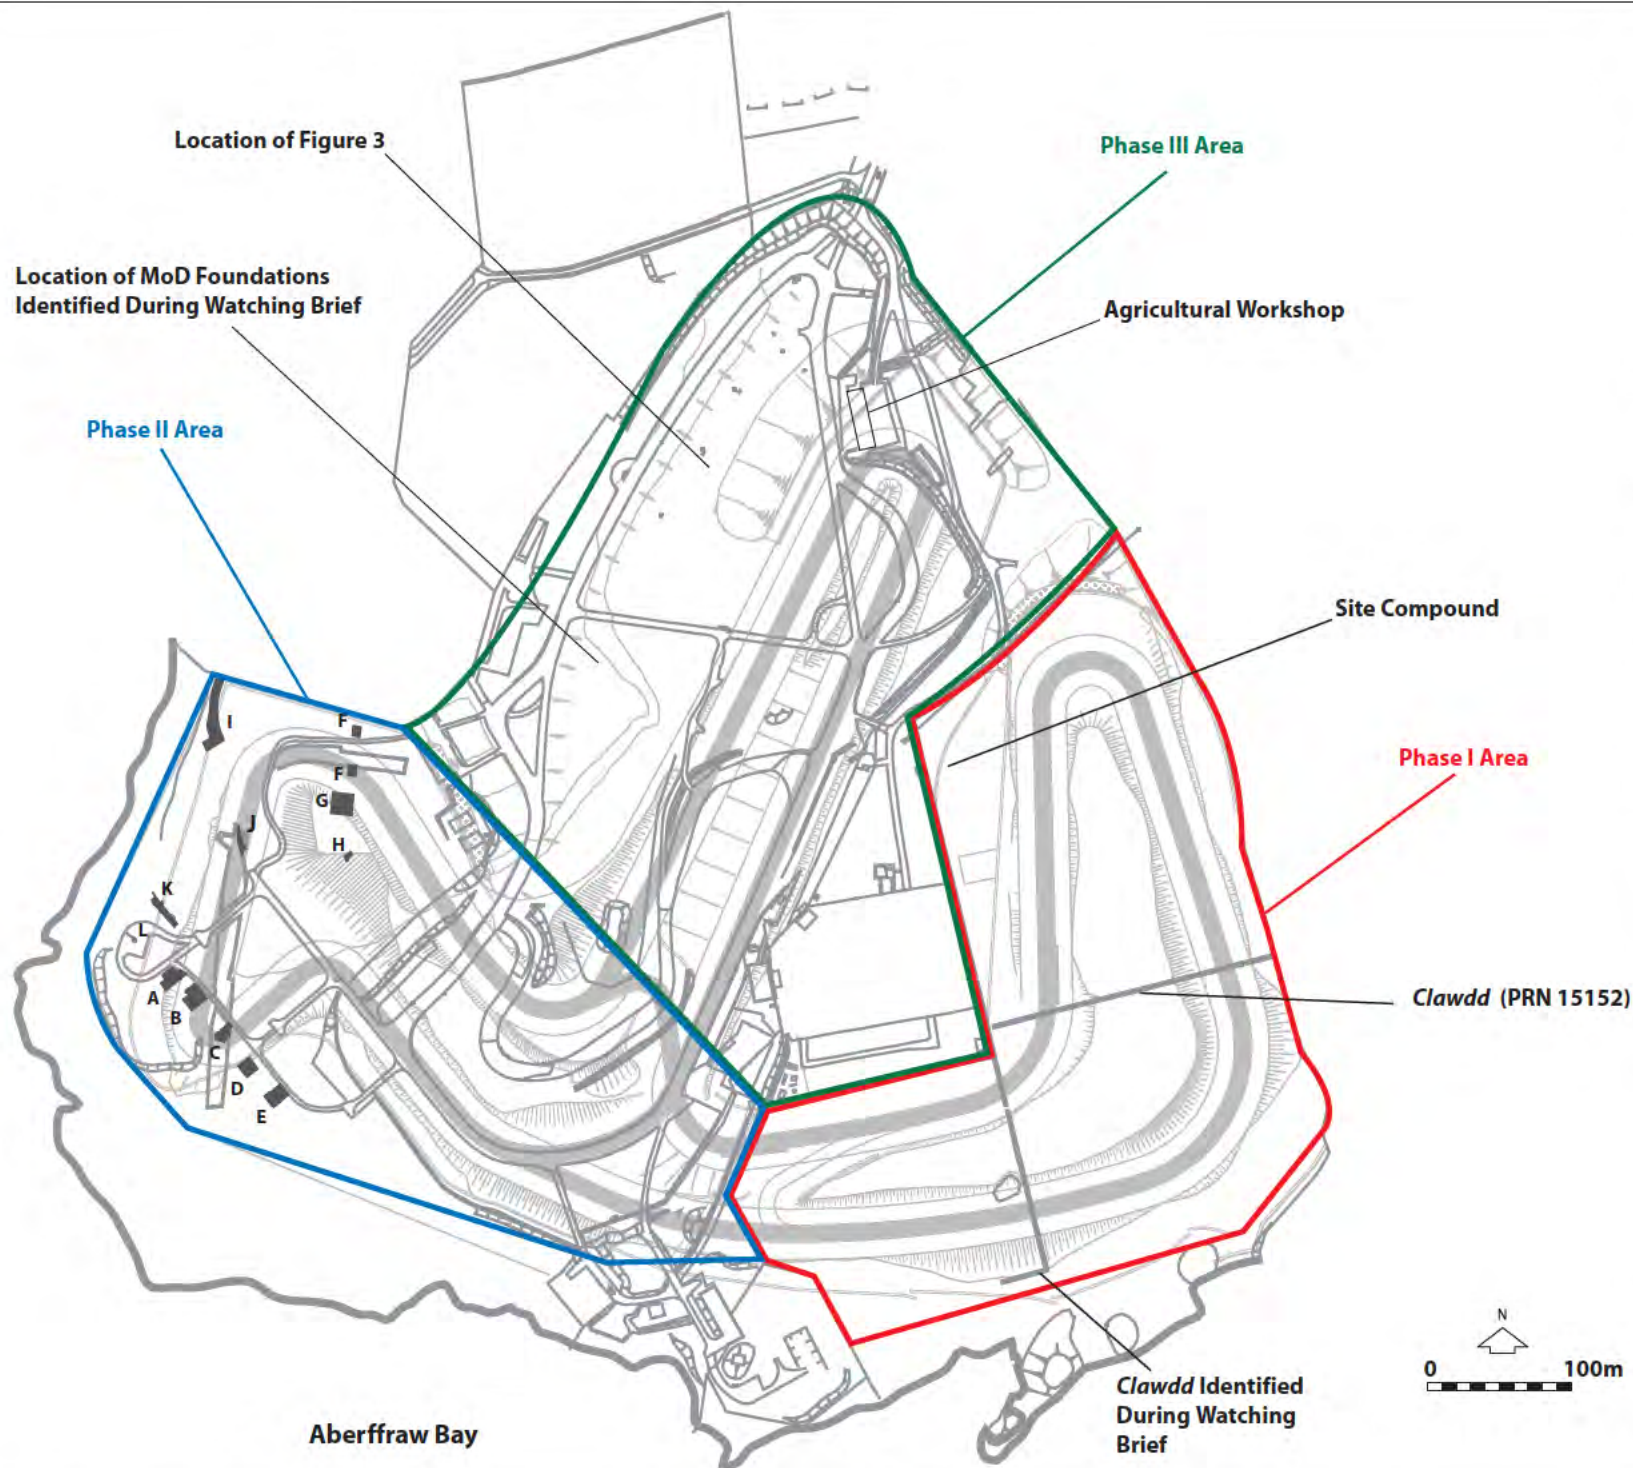 Location of Figure 3
Phase III Area
Location of MoD Foundations
Identified During Watching Brief
Agricultural Workshop
Phase II Area
Site Compound
I
F
F
G
J
H
Phase I Area
K
L
A
B
C
D
E
Clawdd (PRN 15152)
N
0 100m
Clawdd Identified
During Watching
Brief
Aberffraw Bay